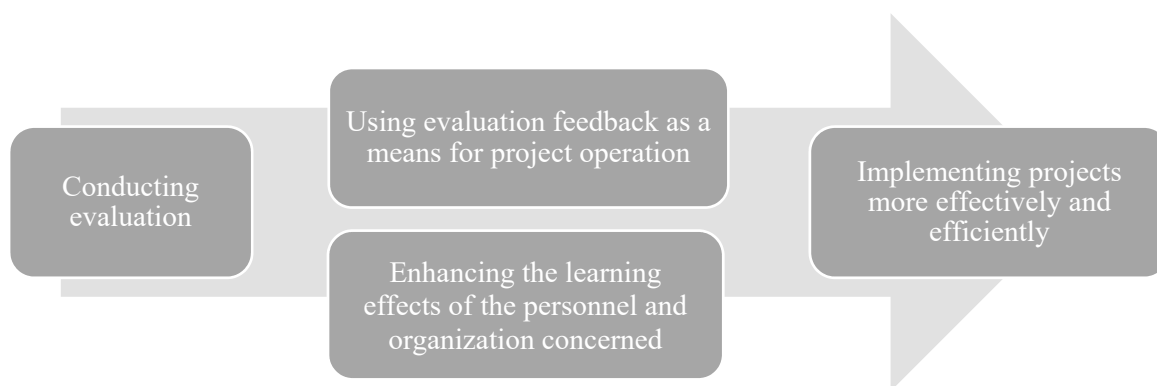 Conducting
evaluation
Using evaluation feedback as a
means for project operation
Enhancing the learning
effects of the personnel and
organization concerned
Implementing projects
more effectively and
efficiently